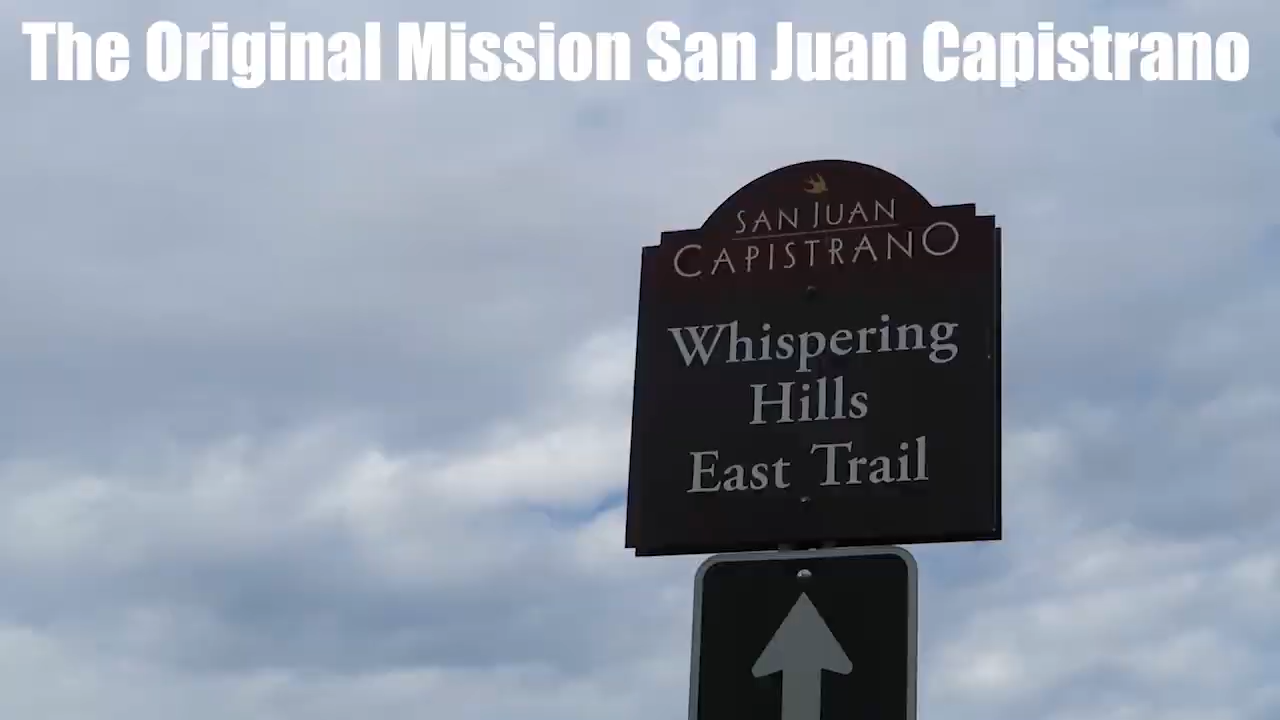 The Original Mission San Juan Capistrano
SAN JUAN
CAPISTRANO
Whispering
Hills
East Trail